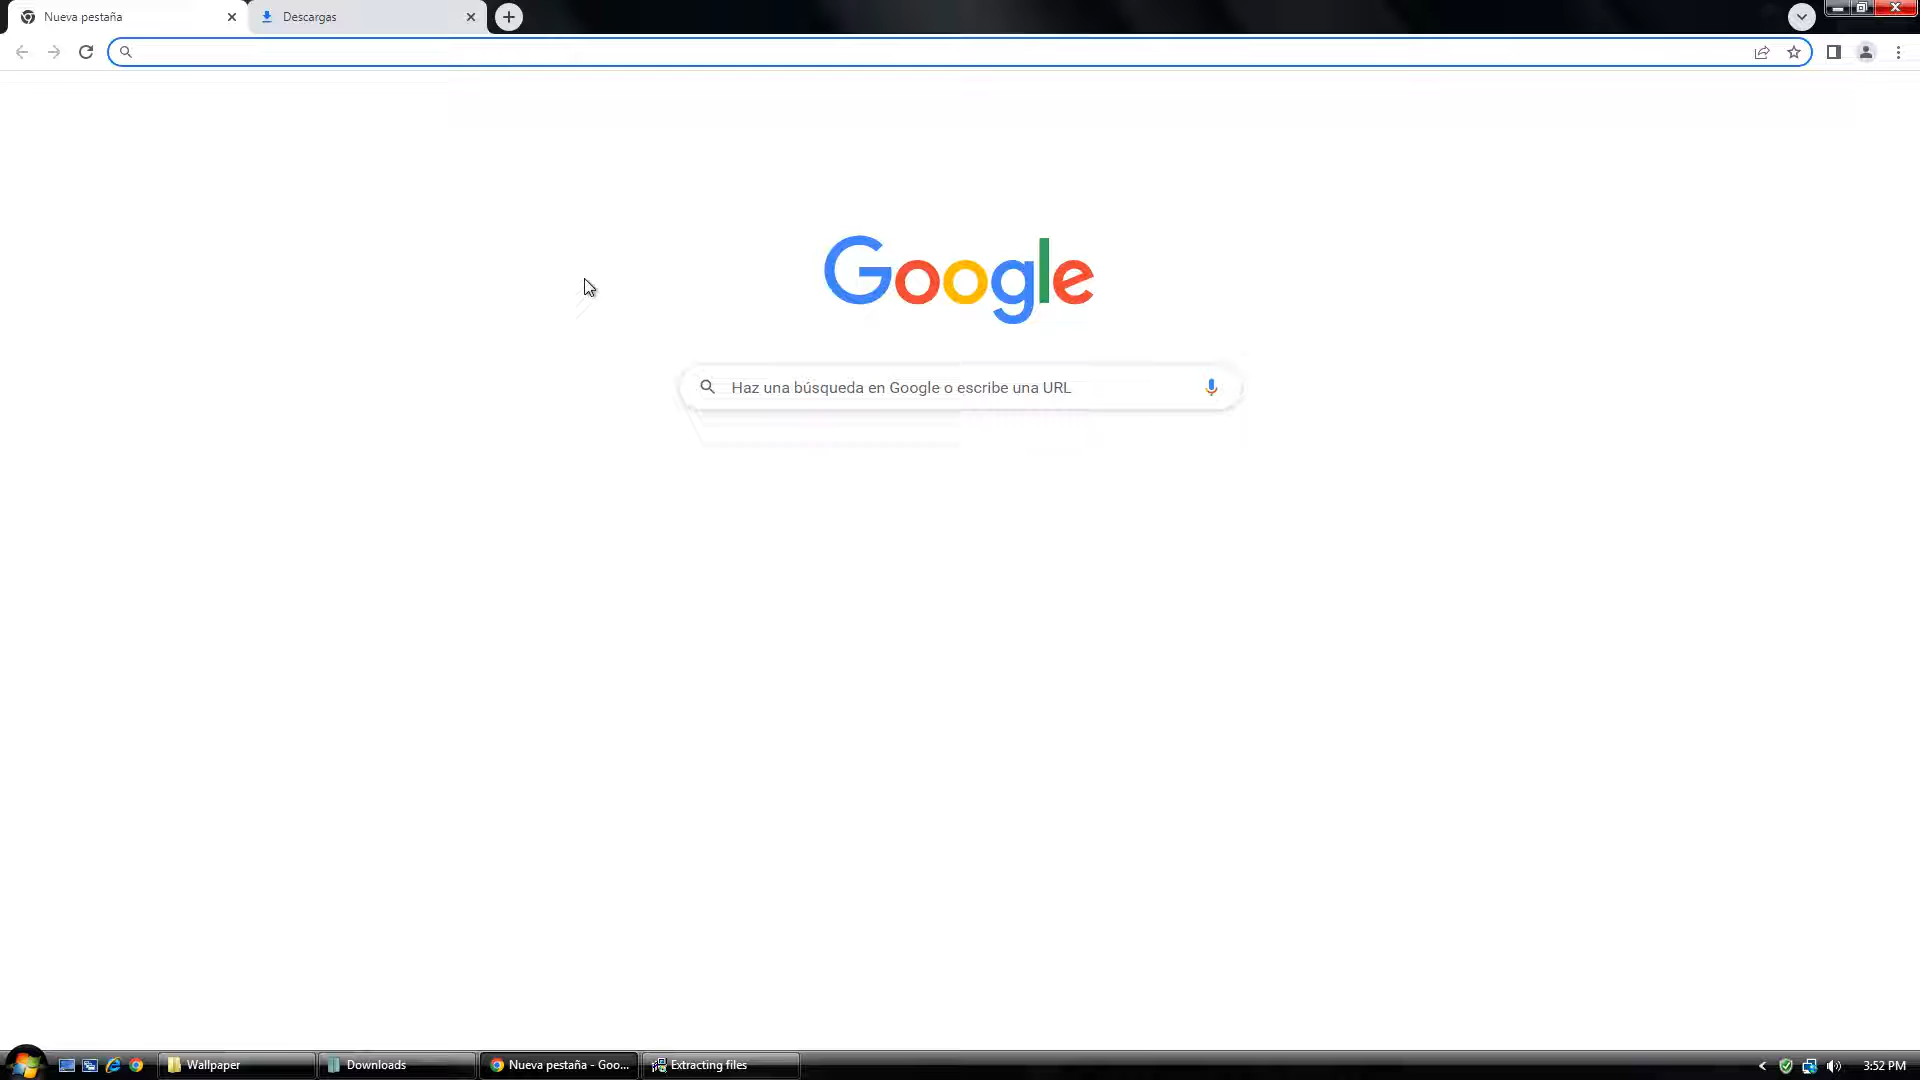 Nueva pestaña
Descargas
Google
Haz una búsqueda en Google o escribe una URL
Wallpaper
Downloads
Nueva pestaña - Goo...
Extracting files
3:52 PM